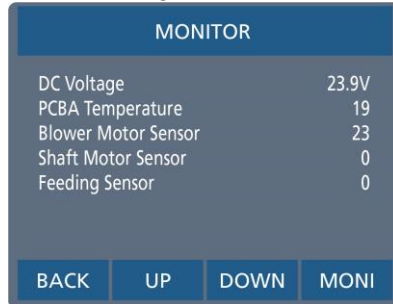 MONITOR
DC Voltage 23.9V
PCBA Temperature 19
Blower Motor Sensor 23
Shaft Motor Sensor 0
Feeding Sensor 0
BACK UP DOWN MONI